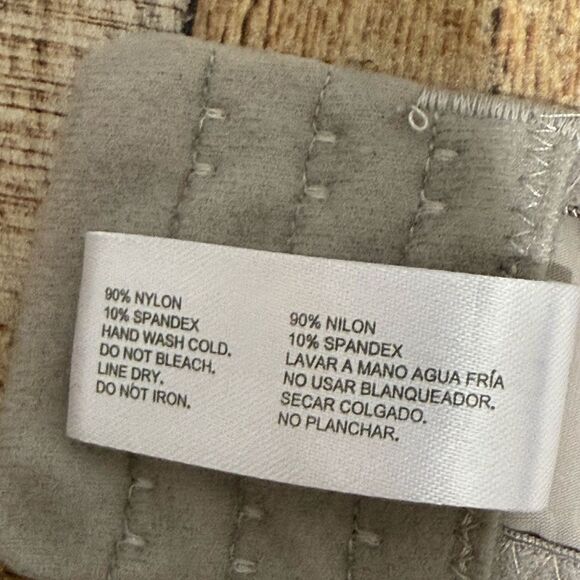 90% NYLON
10% SPANDEX
HAND WASH COLD.
DO NOT BLEACH.
LINE DRY.
DO NOT IRON.
90% NILON
10% SPANDEX
LAVAR A MANO AGUA FRÍA
NO USAR BLANQUEADOR.
SECAR COLGADO.
NO PLANCHAR.